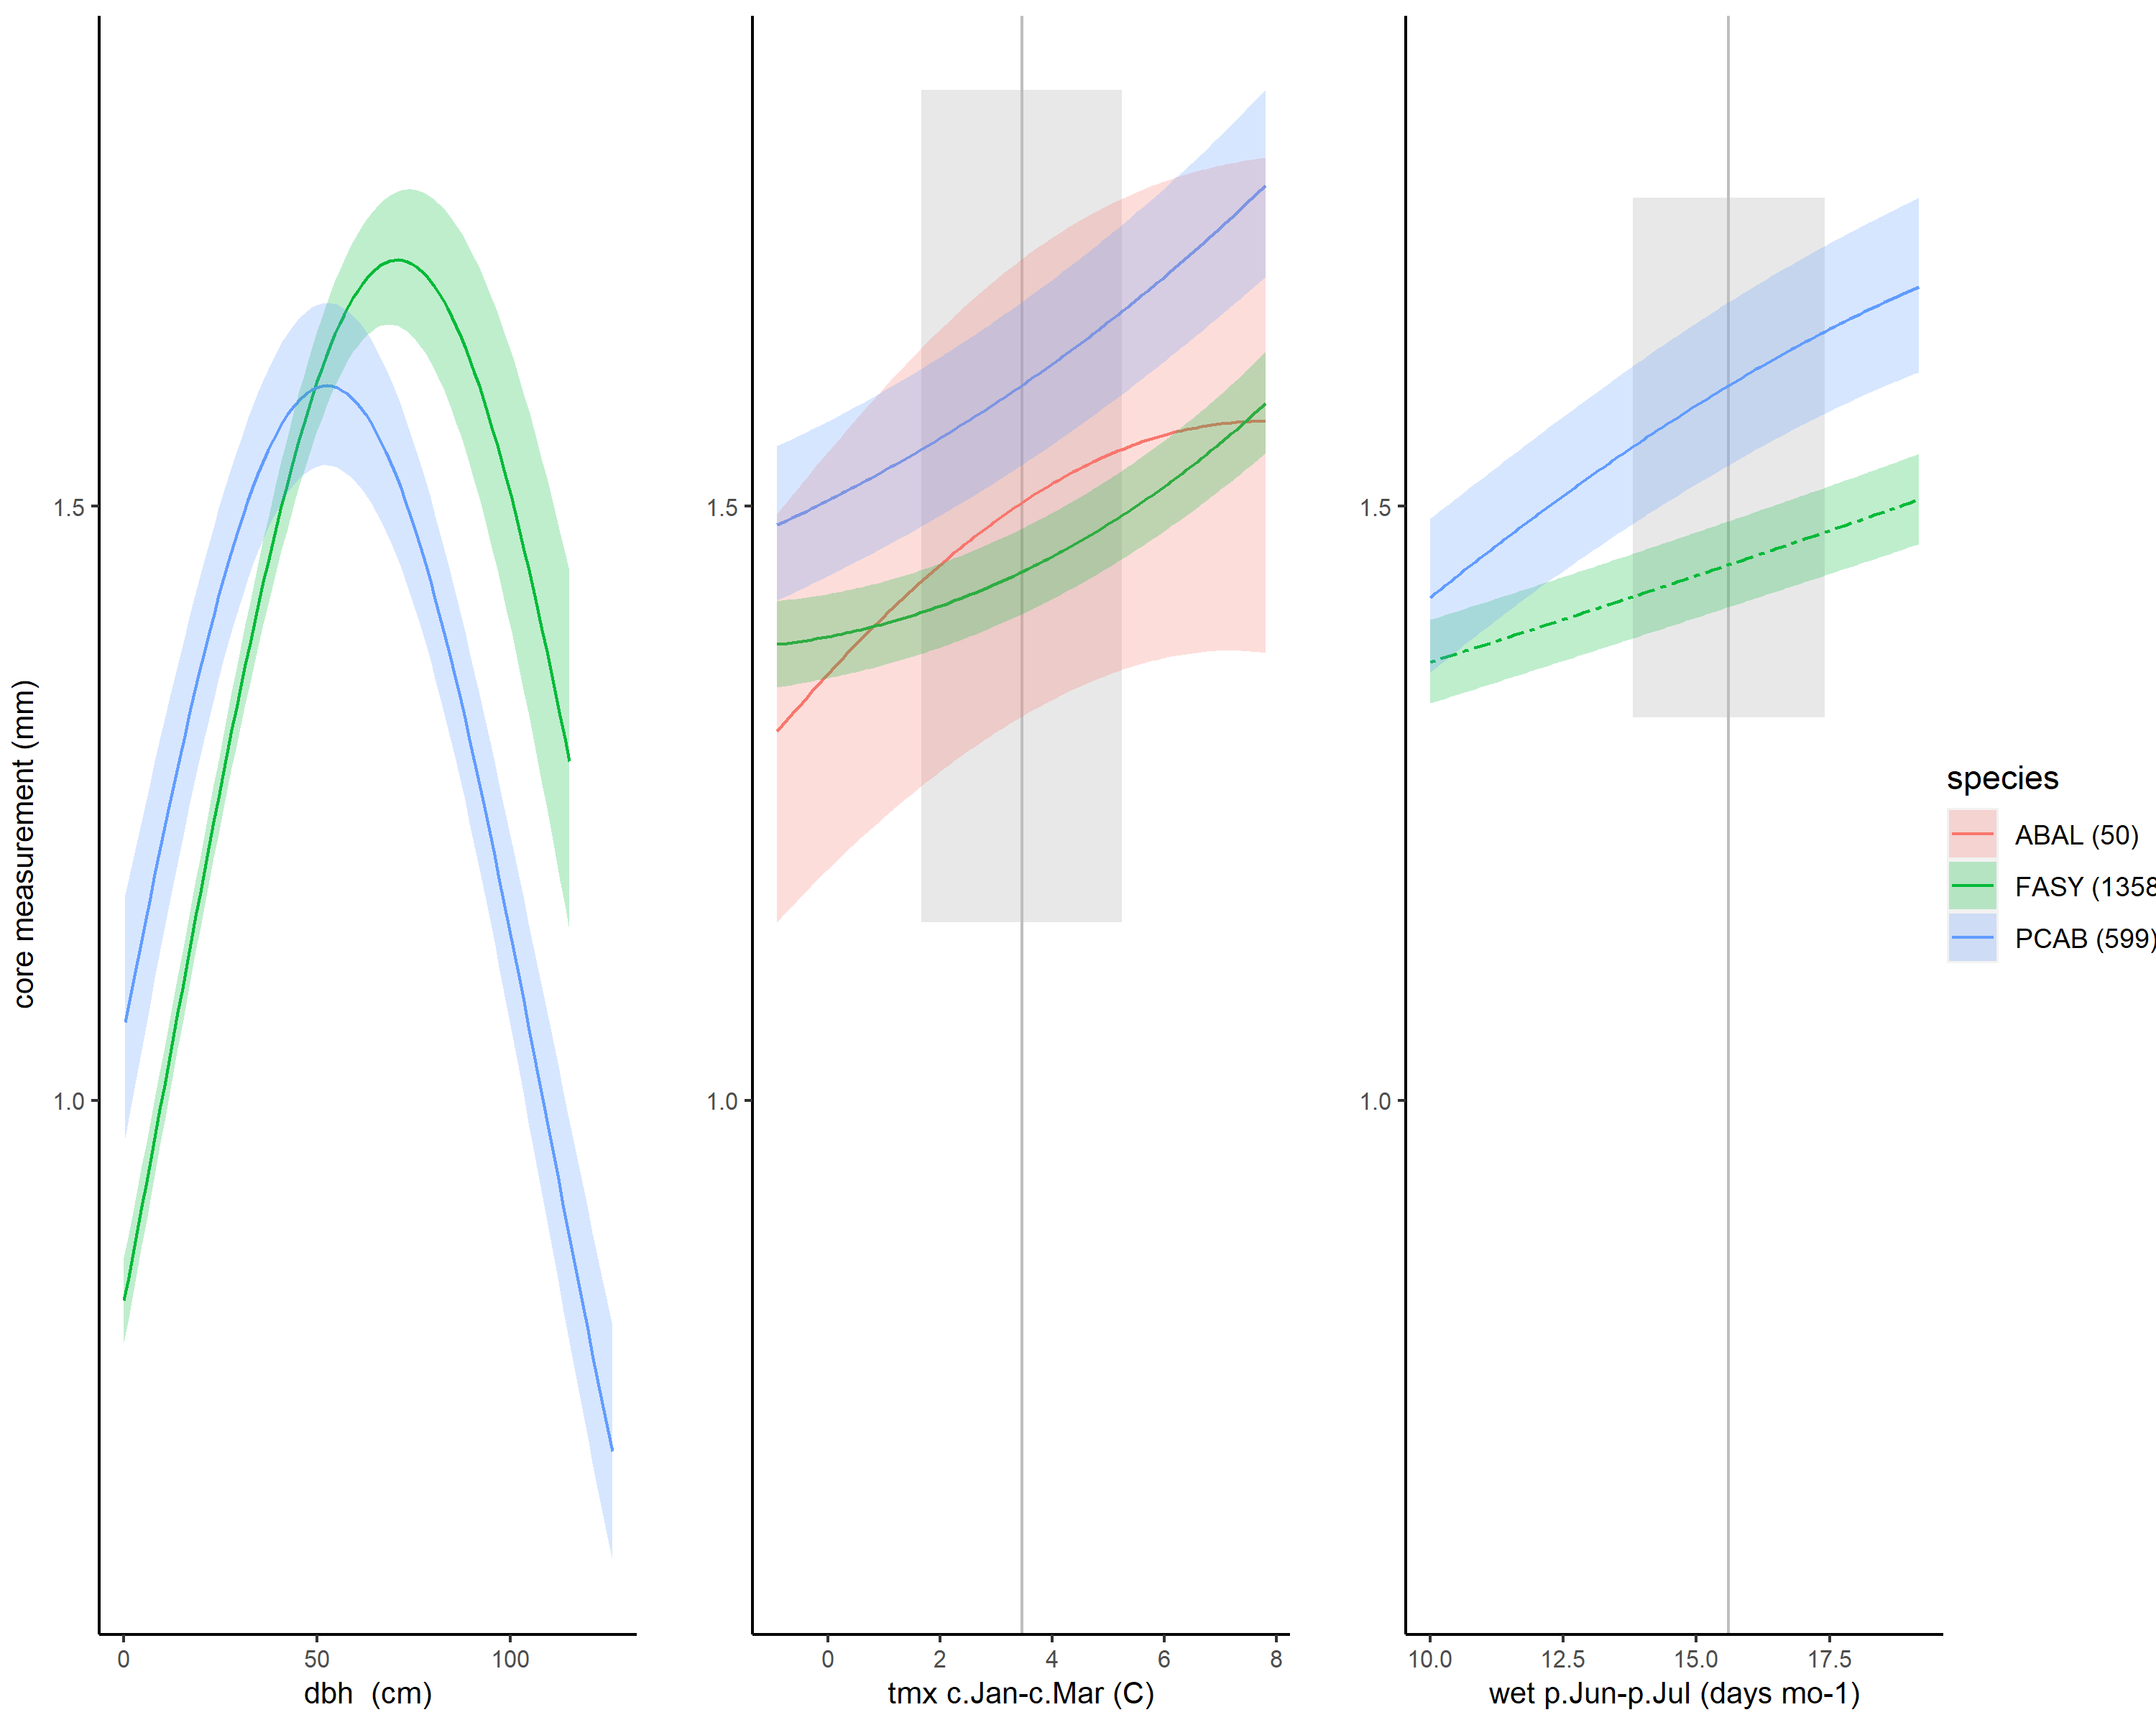 core measurement (mm)
1.5
1.0
0 50 100
dbh (cm)
1.5
1.0
0 2 4 6 8
tmx c.Jan-c.Mar (C)
1.5
1.0
10.0 12.5 15.0 17.5
wet p.Jun-p.Jul (days mo-1)
species
ABAL (50)
FASY (1358
PCAB (599)